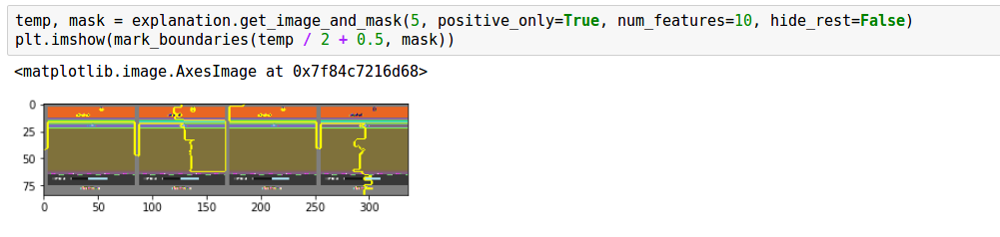 temp, mask = explanation.get_image_and_mask(5, positive_only=True, num_features=10, hide_rest=False)
plt.imshow(mark_boundaries(temp / 2 + 0.5, mask))
<matplotlib.image.AxesImage at 0x7f84c7216d68>
0
25
50
75
0 50 100 150 200 250 300